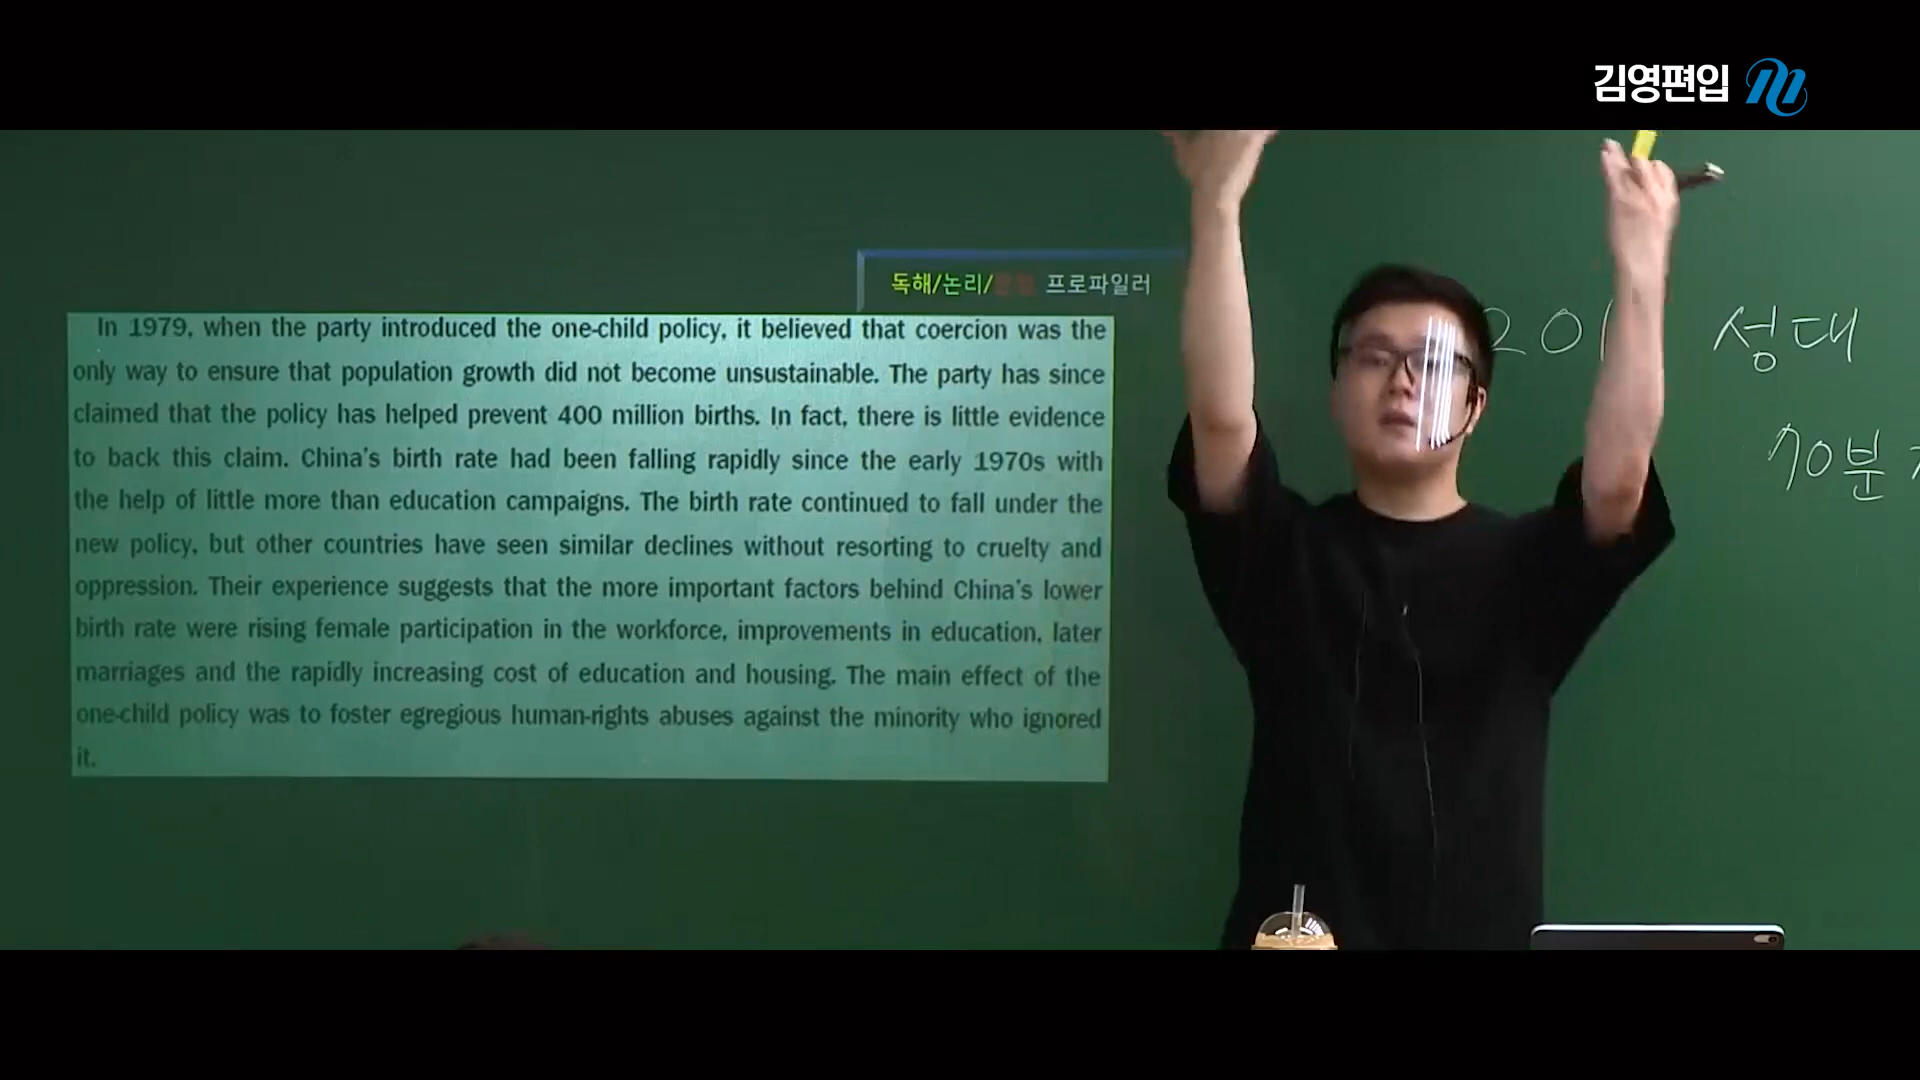 김영편입
독해/논리/ 프로파일러
In 1979, when the party introduced the one-child policy, it believed that coercion was the
only way to ensure that population growth did not become unsustainable. The party has since
claimed that the policy has helped prevent 400 million births. In fact, there is little evidence
to back this claim. China's birth rate had been falling rapidly since the early 1970s with
the help of little more than education campaigns. The birth rate continued to fall under the
new policy, but other countries have seen similar declines without resorting to cruelty and
oppression. Their experience suggests that the more important factors behind China's lower
birth rate were rising female participation in the workforce, improvements in education, later
marriages and the rapidly increasing cost of education and housing. The main effect of the
one-child policy was to foster egregious human-rights abuses against the minority who ignored
it.
201 성대
70분